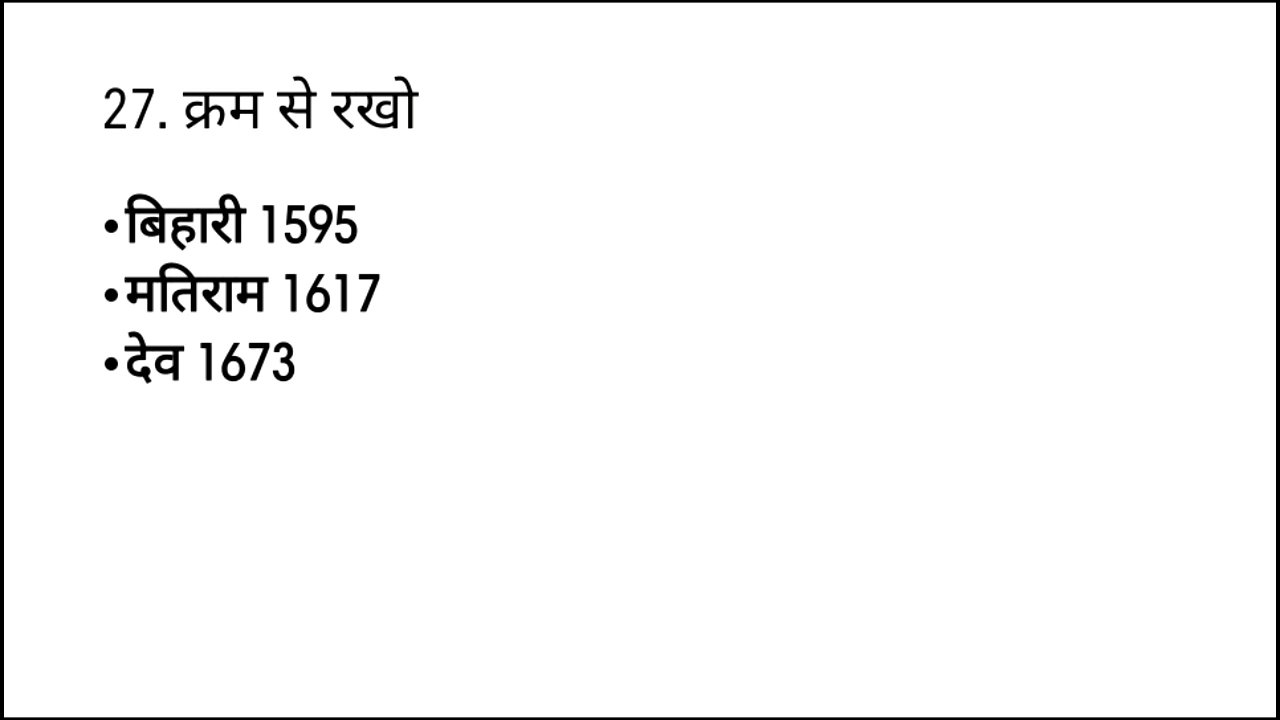 27. क्रम से रखो
•बिहारी 1595
•मतिराम 1617
•देव 1673